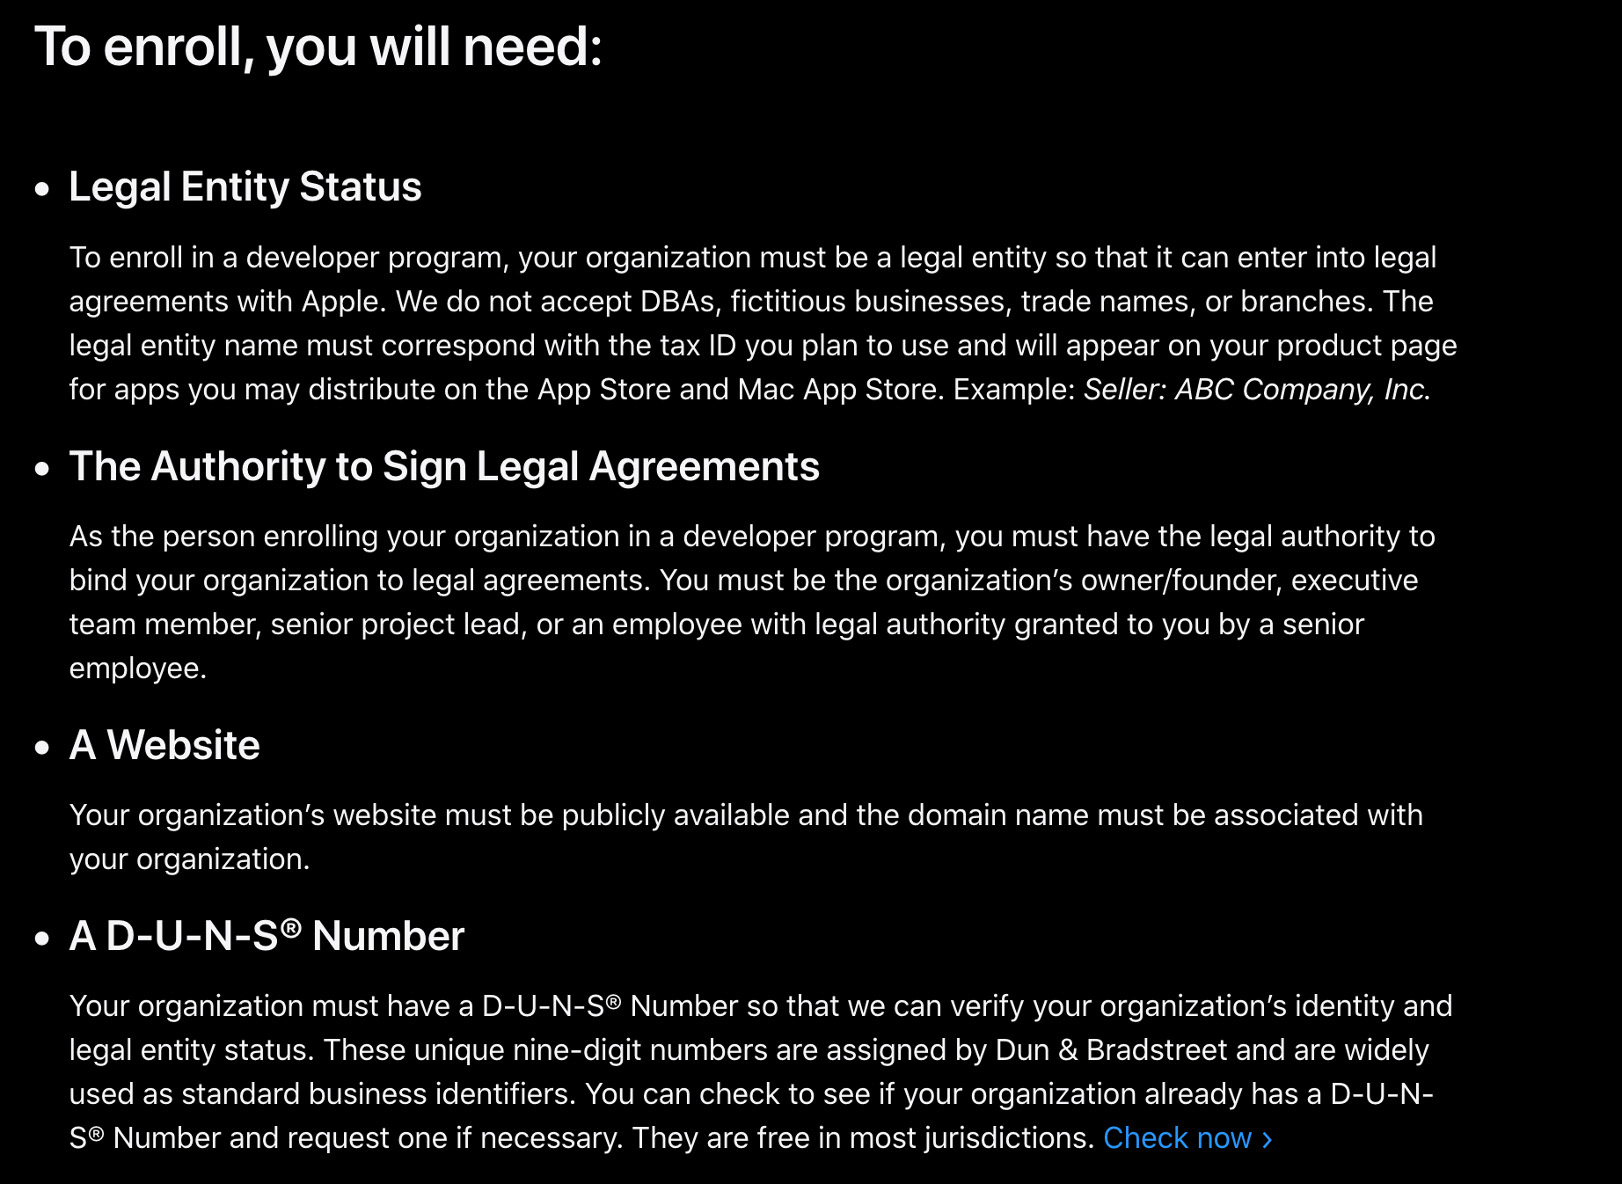 To enroll, you will need:
• Legal Entity Status
To enroll in a developer program, your organization must be a legal entity so that it can enter into legal
agreements with Apple. We do not accept DBAs, fictitious businesses, trade names, or branches. The
legal entity name must correspond with the tax ID you plan to use and will appear on your product page
for apps you may distribute on the App Store and Mac App Store. Example: Seller: ABC Company, Inc.
• The Authority to Sign Legal Agreements
As the person enrolling your organization in a developer program, you must have the legal authority to
bind your organization to legal agreements. You must be the organization’s owner/founder, executive
team member, senior project lead, or an employee with legal authority granted to you by a senior
employee.
• A Website
Your organization’s website must be publicly available and the domain name must be associated with
your organization.
• A D-U-N-S® Number
Your organization must have a D-U-N-S® Number so that we can verify your organization’s identity and
legal entity status. These unique nine-digit numbers are assigned by Dun & Bradstreet and are widely
used as standard business identifiers. You can check to see if your organization already has a D-U-N-
S® Number and request one if necessary. They are free in most jurisdictions. Check now ›